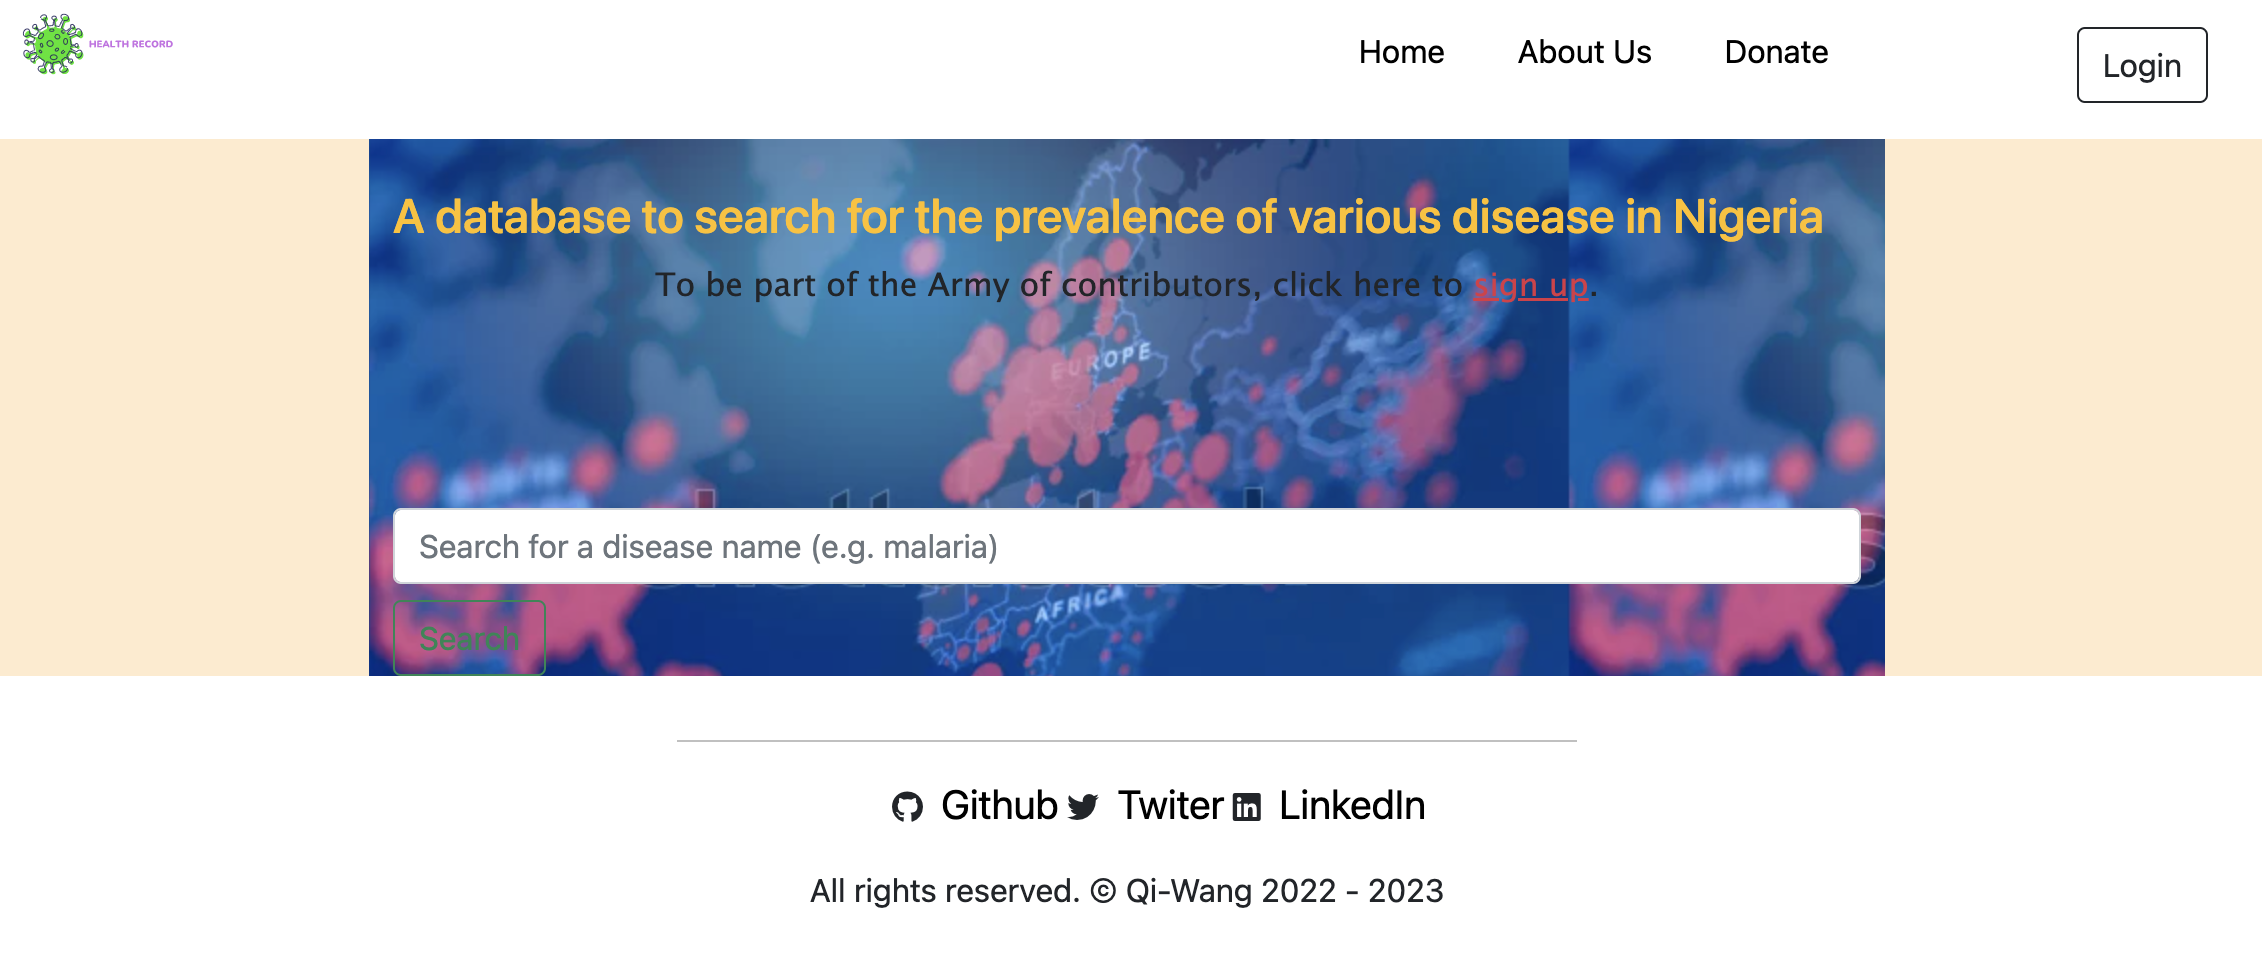 HEALTH RECORD
Home
About Us
Donate
Login
A database to search for the prevalence of various disease in Nigeria
To be part of the Army of contributors, click here to sign up.
EUROPE
Search for a disease name (e.g. malaria)
AFRICA
Search
Github Twiter LinkedIn
All rights reserved. © Qi-Wang 2022 - 2023